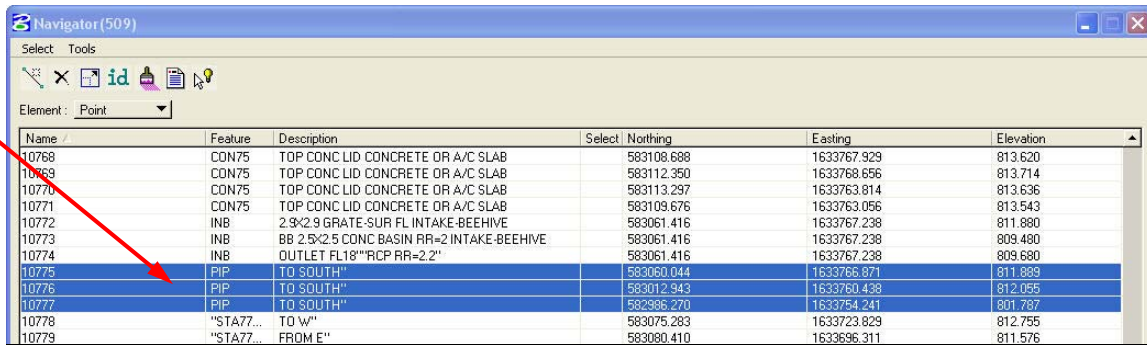 Navigator(509)
Select Tools
id
Element : Point
Name Feature Description Select Northing Easting Elevation
10768 CON75 TOP CONC LID CONCRETE OR A/C SLAB 583108.688 1633767.929 813.620
10769 CON75 TOP CONC LID CONCRETE OR A/C SLAB 583112.350 1633768.656 813.714
10770 CON75 TOP CONC LID CONCRETE OR A/C SLAB 583113.297 1633763.814 813.636
10771 CON75 TOP CONC LID CONCRETE OR A/C SLAB 583109.676 1633763.056 813.543
10772 INB 2.9X2.9 GRATE-SUR FL INTAKE-BEEHIVE 583061.416 1633767.238 811.880
10773 INB BB 2.5X2.5 CONC BASIN RR=2 INTAKE-BEEHIVE 583061.416 1633767.238 809.480
10774 INB OUTLET FL18""RCP RR=2.2" 583061.416 1633767.238 809.680
10775 PIP TO SOUTH" 583060.044 1633766.871 811.889
10776 PIP TO SOUTH" 583012.943 1633760.438 812.055
10777 PIP TO SOUTH" 582986.270 1633754.241 801.787
10778 "STA77... TO W" 583075.283 1633723.829 812.755
10779 "STA77... FROM E" 583080.410 1633696.311 811.576